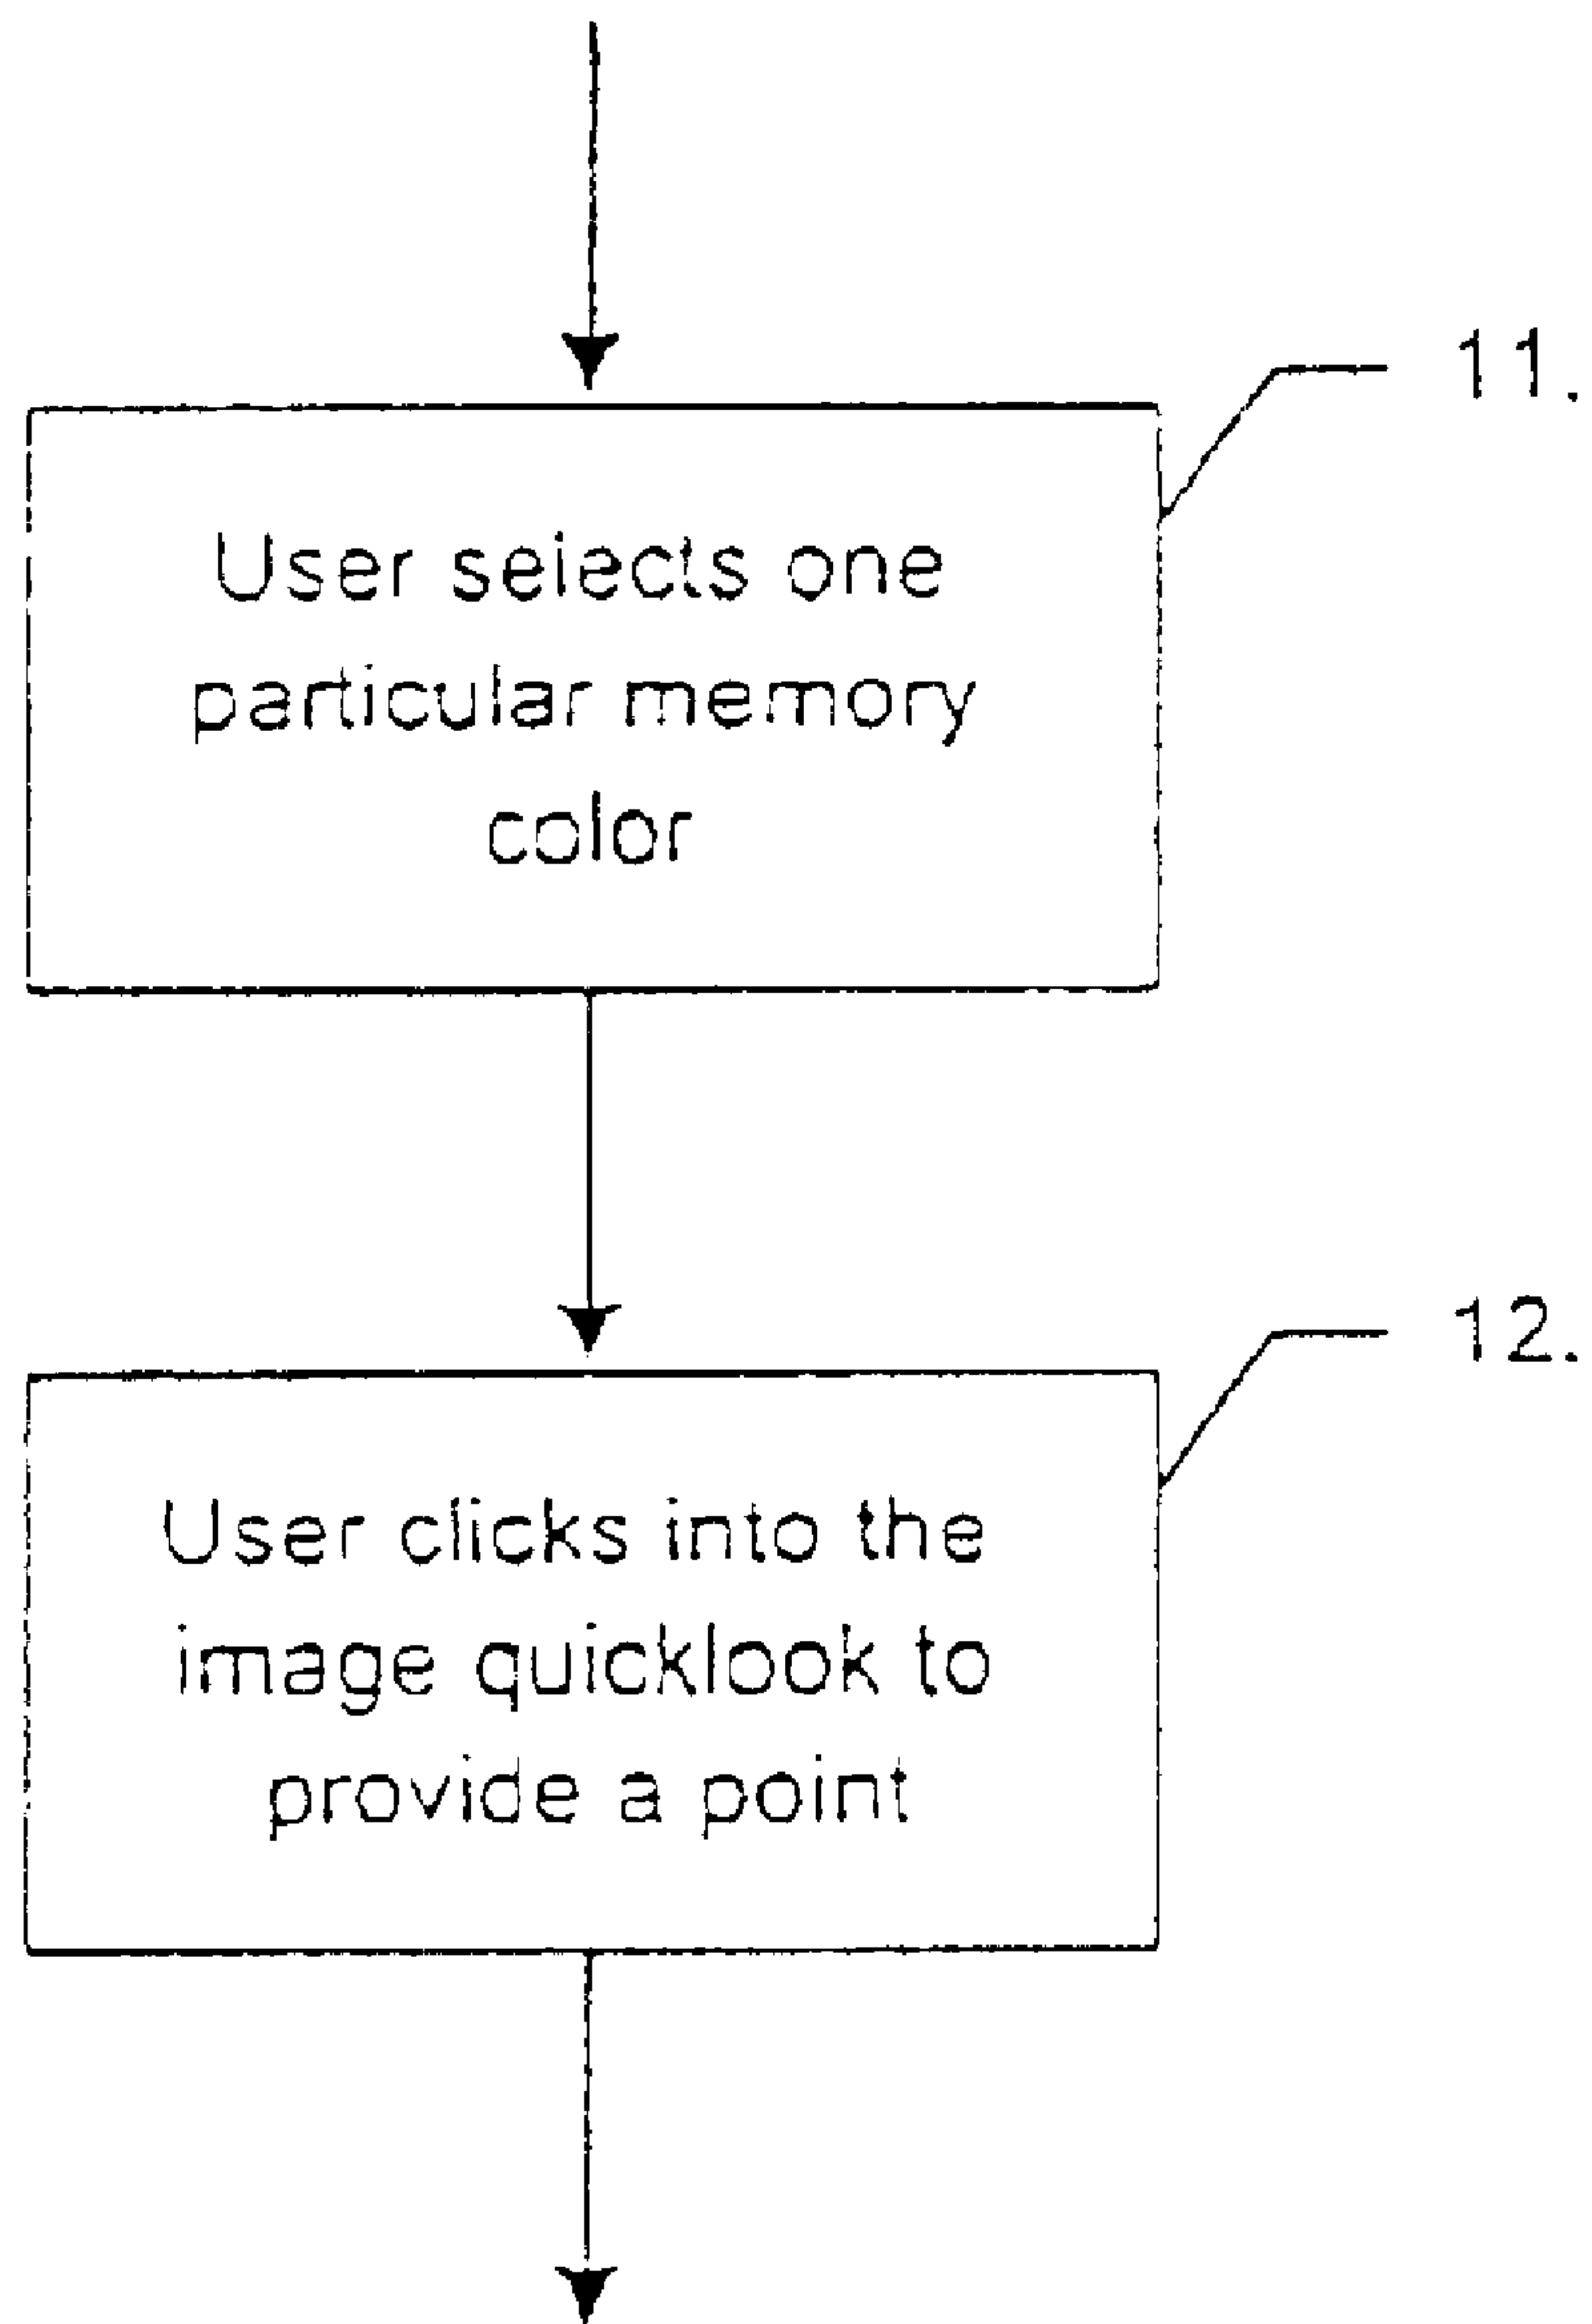 11.
User selects one
particular memory
color
12.
User clicks into the
image quicklook to
provide a point